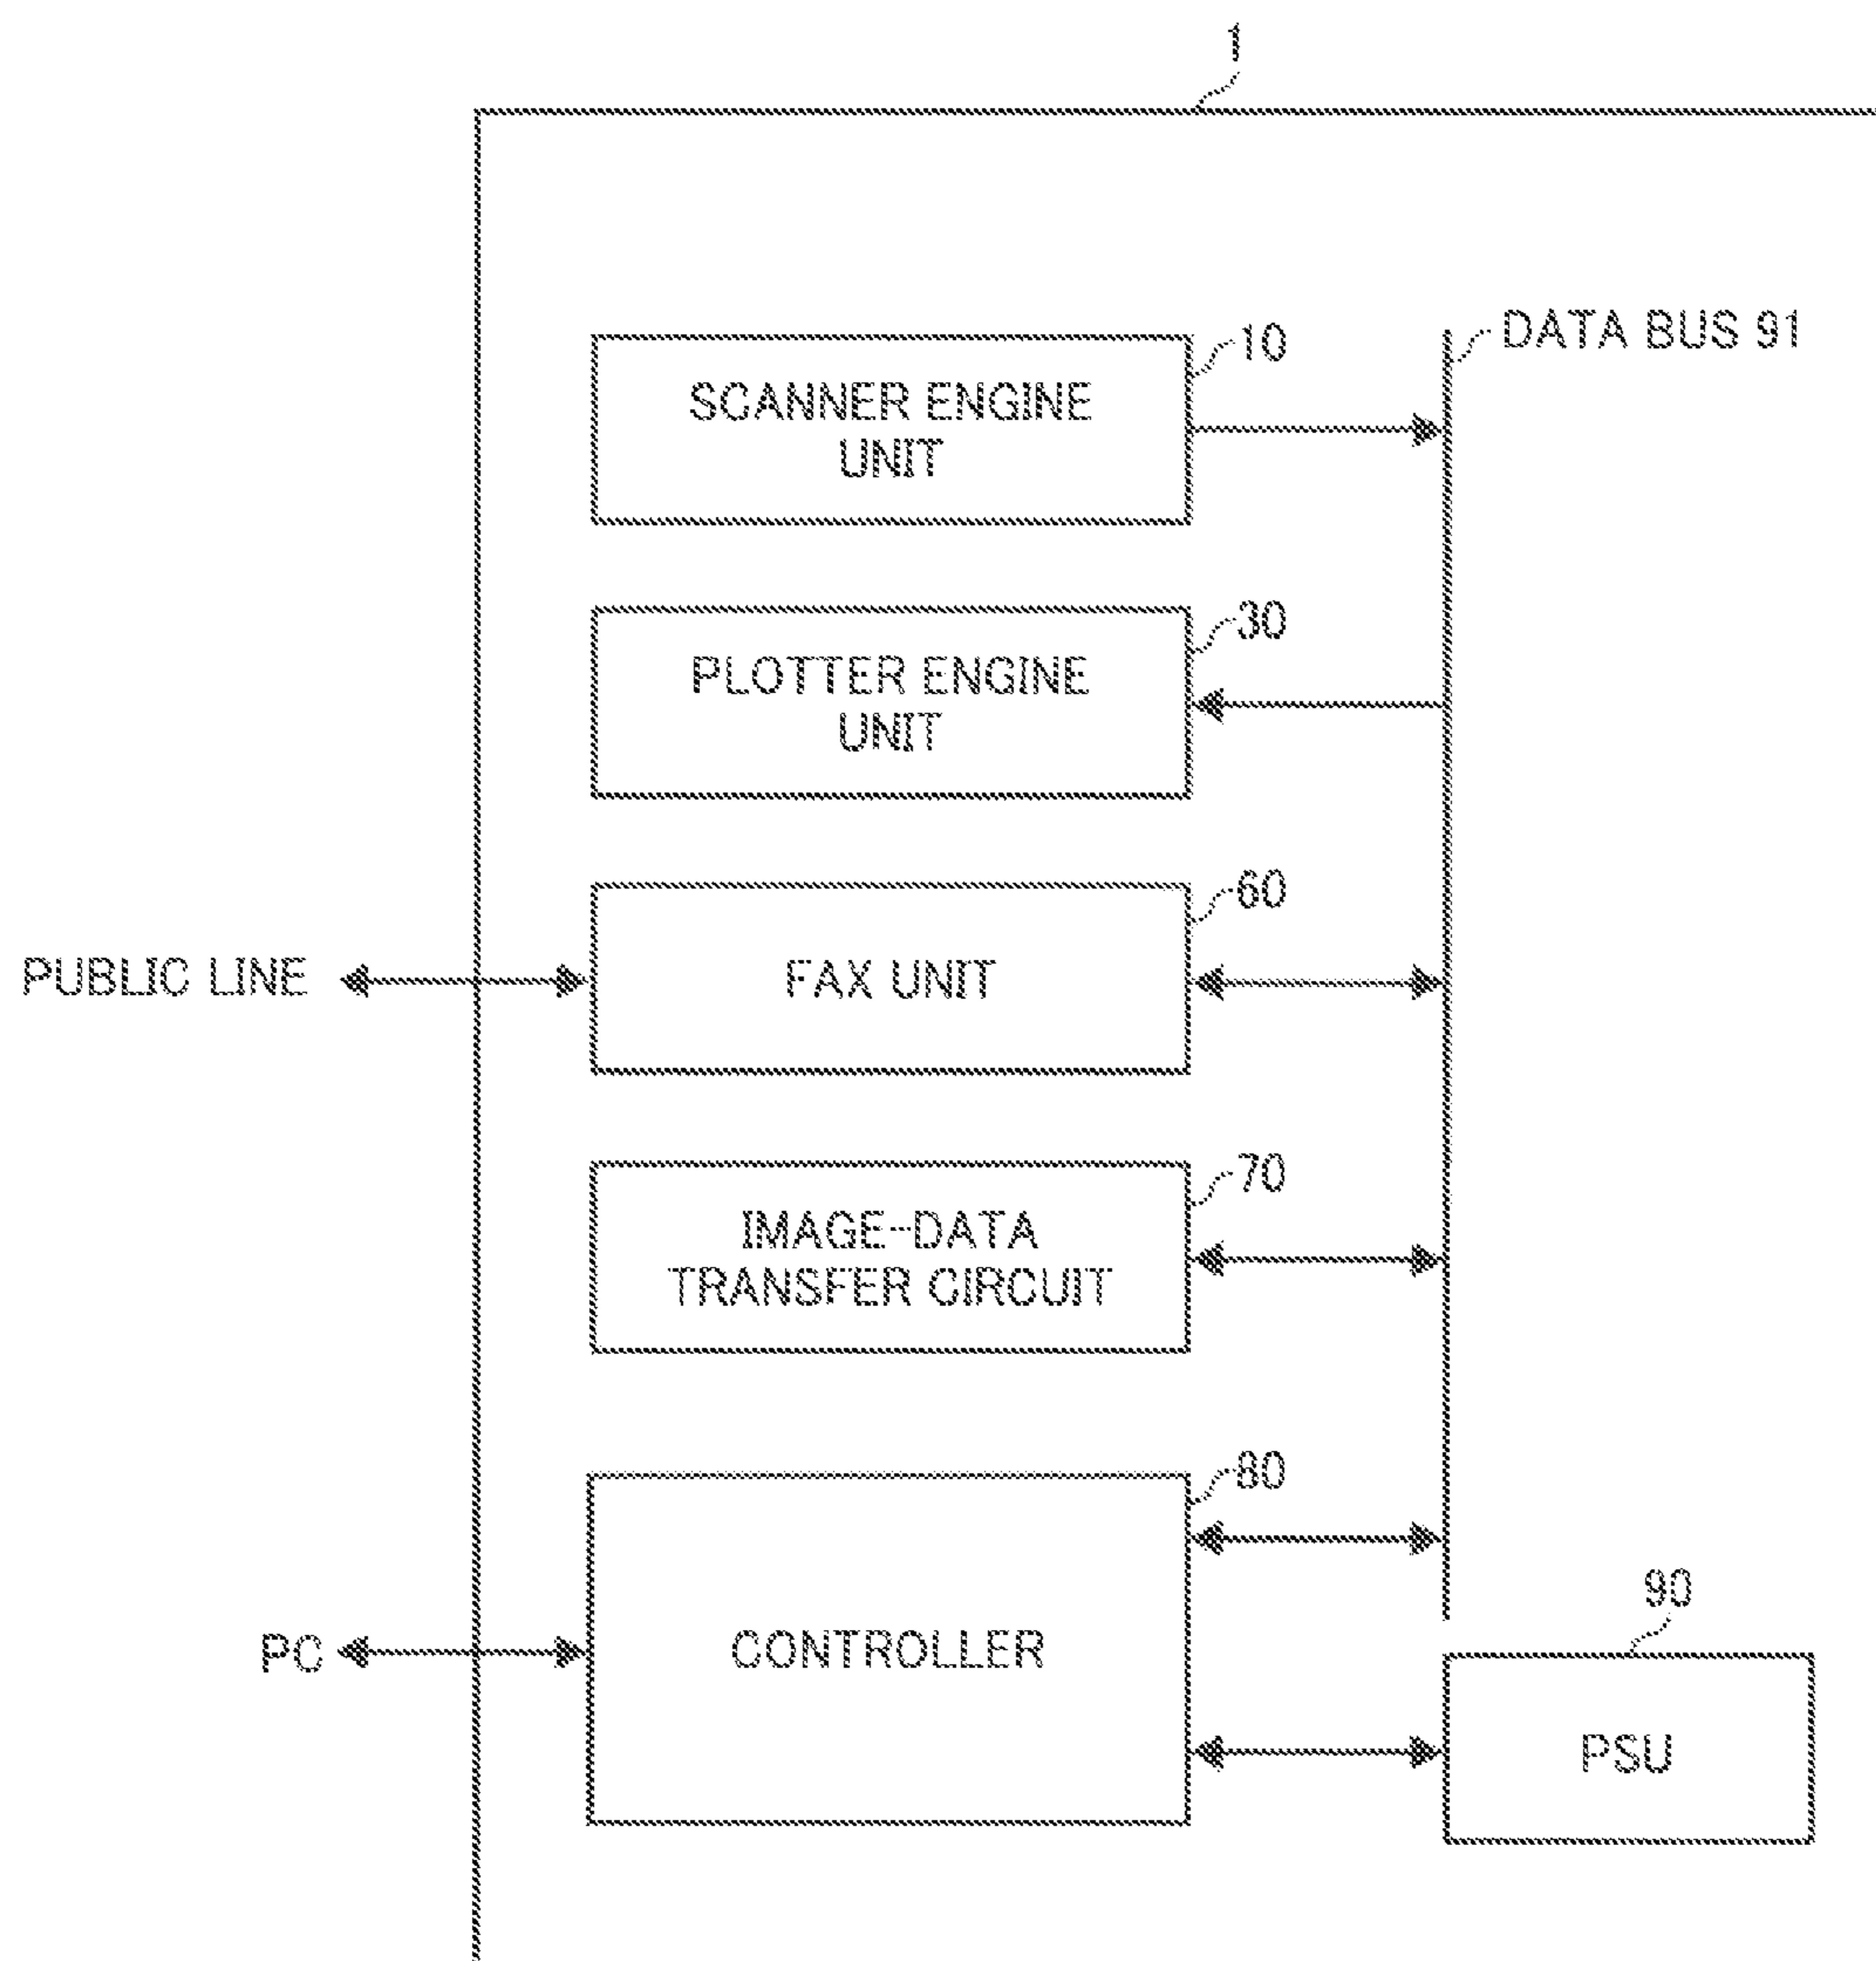 1
10
DATA BUS 91
SCANNER ENGINE
UNIT
30
PLOTTER ENGINE
UNIT
60
PUBLIC LINE
FAX UNIT
70
IMAGE-DATA
TRANSFER CIRCUIT
80
90
PC
CONTROLLER
PSU